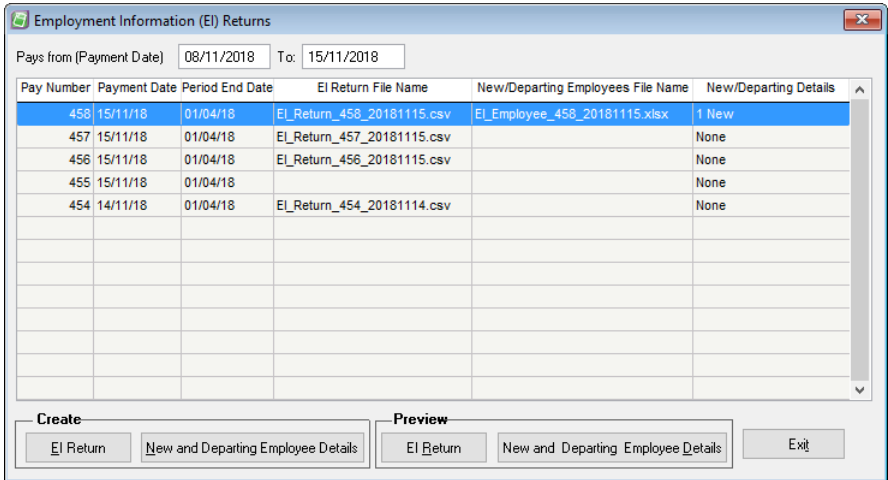 Employment Information (EI) Returns
Pays from (Payment Date) 08/11/2018 To: 15/11/2018
Pay Number Payment Date Period End Date EI Return File Name New/Departing Employees File Name New/Departing Details
458 15/11/18 01/04/18 EI_Return_458_20181115.csv EI_Employee_458_20181115.xlsx 1 New
457 15/11/18 01/04/18 EI_Return_457_20181115.csv None
456 15/11/18 01/04/18 EI_Return_456_20181115.csv None
455 15/11/18 01/04/18 None
454 14/11/18 01/04/18 EI_Return_454_20181114.csv None
Create Preview
EI Return New and Departing Employee Details EI Return New and Departing Employee Details Exit